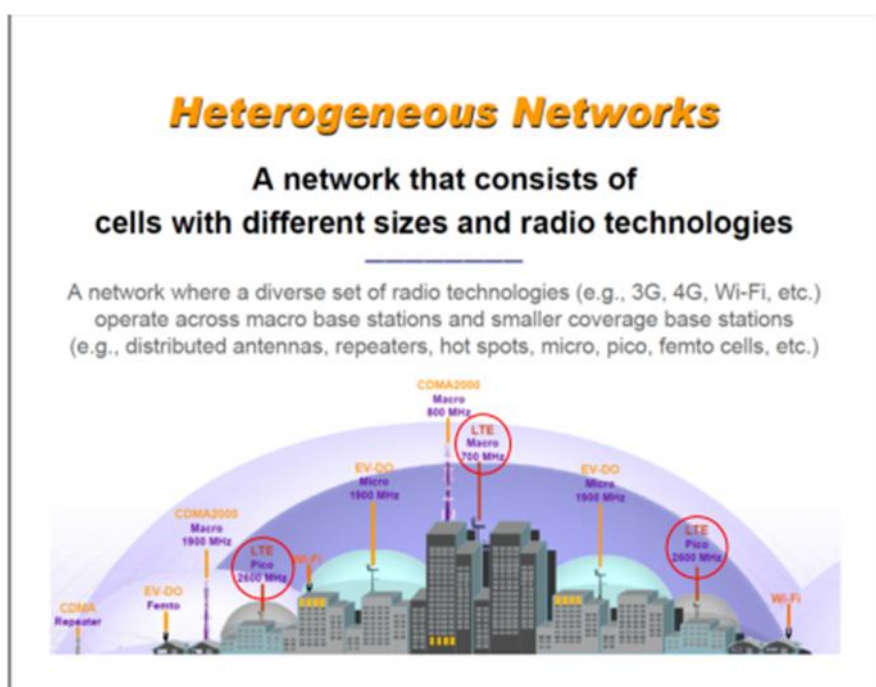 Heterogeneous Networks
A network that consists of
cells with different sizes and radio technologies
A network where a diverse set of radio technologies (e.g., 3G, 4G, Wi-Fi, etc.)
operate across macro base stations and smaller coverage base stations
(e.g., distributed antennas, repeaters, hot spots, micro, pico, femto cells, etc.)
CDMA2000
Macro
800 MHz
LTE
Macro
700 MHz
EV-DO
Micro
1900 MHz
EV-DO
Micro
1900 MHz
CDMA2000
Macro
1900 MHz
LTE
Pico
2600 MHz
Wi-Fi
LTE
Pico
2600 MHz
EV-DO
Femto
CDMA
Repeater
Wi-Fi